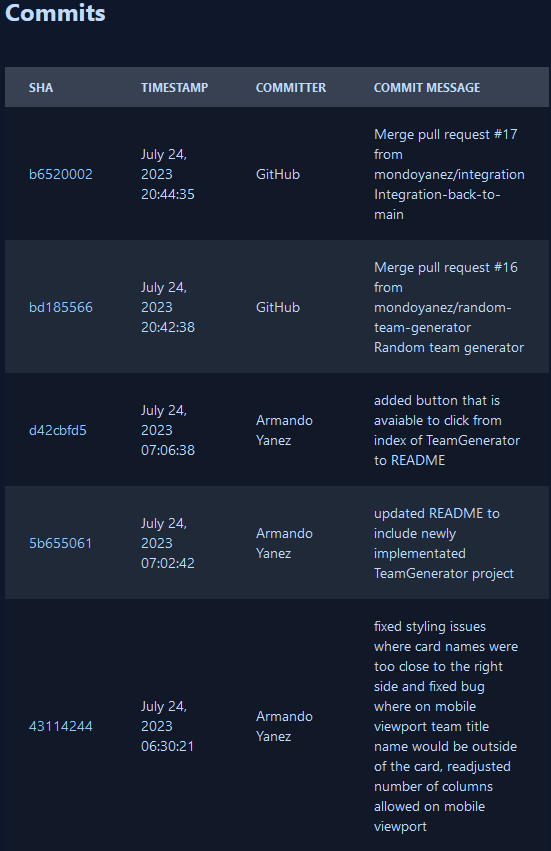 Commits
SHA TIMESTAMP COMMITTER COMMIT MESSAGE
b6520002
July 24,
2023
20:44:35
GitHub
Merge pull request #17
from
mondoyanez/integration
Integration-back-to-
main
bd185566
July 24,
2023
20:42:38
GitHub
Merge pull request #16
from
mondoyanez/random-
team-generator
Random team generator
d42cbfd5
July 24,
2023
07:06:38
Armando
Yanez
added button that is
avaiable to click from
index of TeamGenerator
to README
5b655061
July 24,
2023
07:02:42
Armando
Yanez
updated README to
include newly
implementated
TeamGenerator project
43114244
July 24,
2023
06:30:21
Armando
Yanez
fixed styling issues
where card names were
too close to the right
side and fixed bug
where on mobile
viewport team title
name would be outside
of the card, readjusted
number of columns
allowed on mobile
viewport